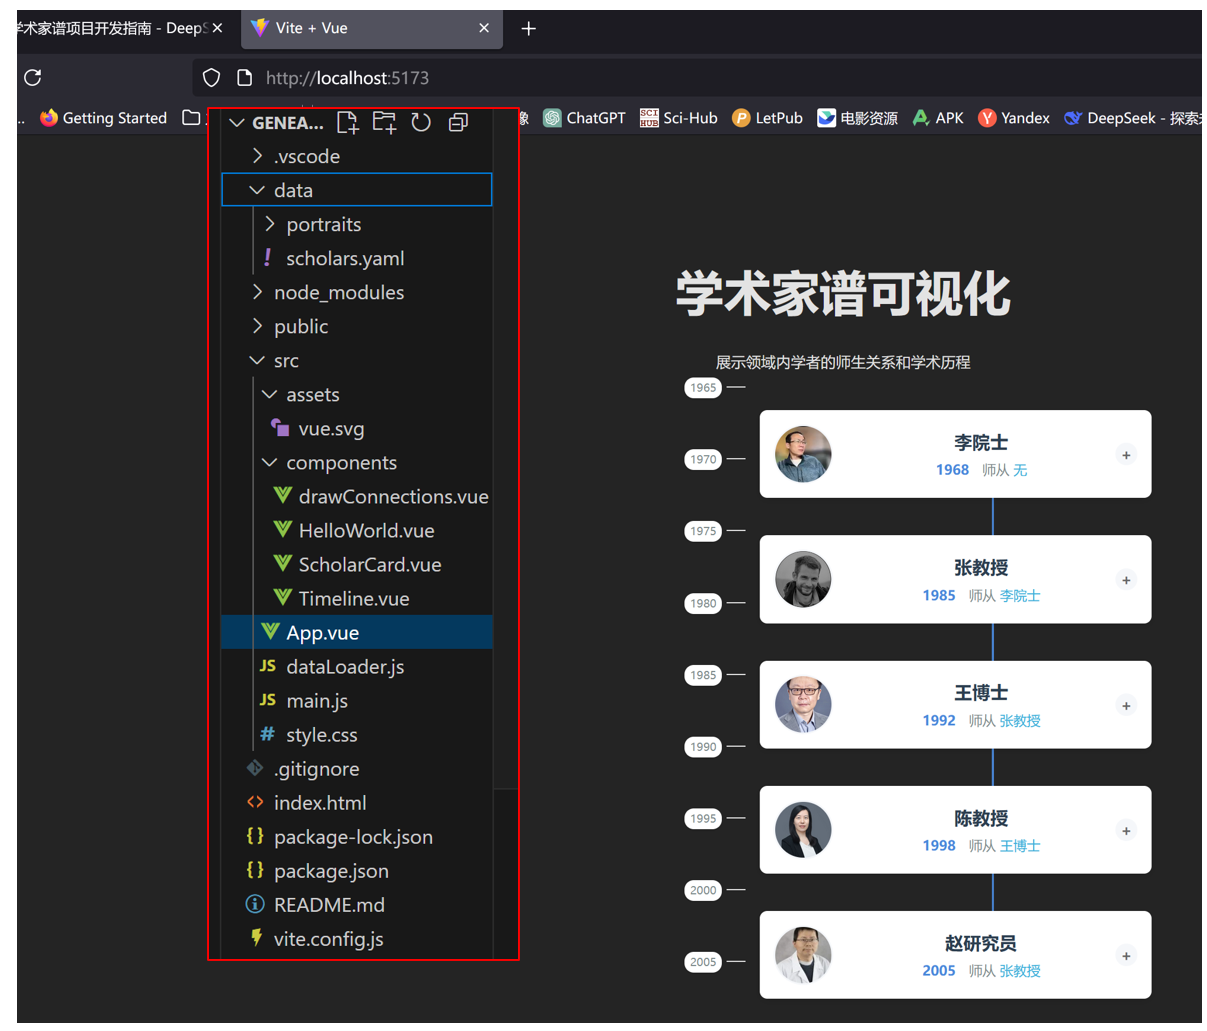 学术家谱项目开发指南 - DeepS
Vite + Vue
http://localhost:5173
Getting Started
ChatGPT
Sci-Hub
LetPub
电影资源
APK
Yandex
DeepSeek - 探索
GENEA...
.vscode
data
portraits
scholars.yaml
node_modules
public
src
assets
vue.svg
components
drawConnections.vue
HelloWorld.vue
ScholarCard.vue
Timeline.vue
App.vue
JS dataLoader.js
JS main.js
# style.css
.gitignore
<> index.html
{} package-lock.json
{} package.json
README.md
vite.config.js
学术家谱可视化
展示领域内学者的师生关系和学术历程
1965
1970
李院士
1968 师从 无
1975
张教授
1985 师从 李院士
1980
1985
王博士
1992 师从 张教授
1990
1995
陈教授
1998 师从 王博士
2000
赵研究员
2005 师从 张教授
2005